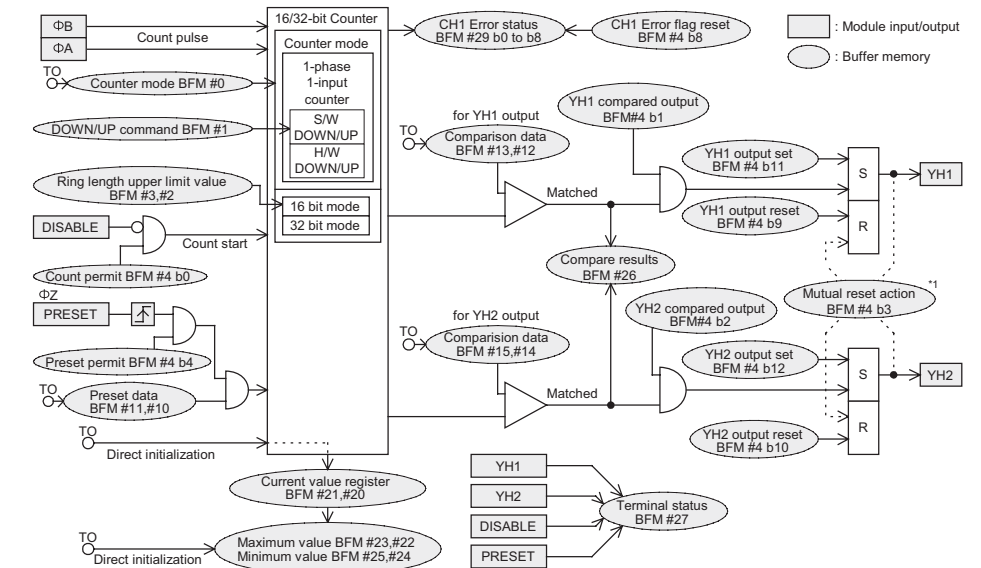 ΦB
ΦA
Count pulse
TO
Counter mode BFM #0
DOWN/UP command BFM #1
Ring length upper limit value
BFM #3,#2
DISABLE
Count start
Count permit BFM #4 b0
ΦZ
PRESET
Preset permit BFM #4 b4
TO
Preset data
BFM #11,#10
TO
Direct initialization
16/32-bit Counter
Counter mode
1-phase
1-input
counter
S/W
DOWN/UP
H/W
DOWN/UP
16 bit mode
32 bit mode
Current value register
BFM #21,#20
TO
Direct initialization
Maximum value BFM #23,#22
Minimum value BFM #25,#24
CH1 Error status
BFM #29 b0 to b8
CH1 Error flag reset
BFM #4 b8
: Module input/output
: Buffer memory
for YH1 output
TO
Comparison data
BFM #13,#12
YH1 compared output
BFM#4 b1
Matched
YH1 output set
BFM #4 b11
YH1 output reset
BFM #4 b9
S
R
YH1
Compare results
BFM #26
Mutual reset action
BFM #4 b3
*1
for YH2 output
TO
Comparision data
BFM #15,#14
YH2 compared output
BFM#4 b2
Matched
YH2 output set
BFM #4 b12
YH2 output reset
BFM #4 b10
S
R
YH2
YH1
YH2
DISABLE
PRESET
Terminal status
BFM #27